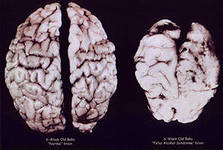 6-Week Old Baby
"Normal" brain
6-Week Old Baby
"Fetal Alcohol Syndrome" brain